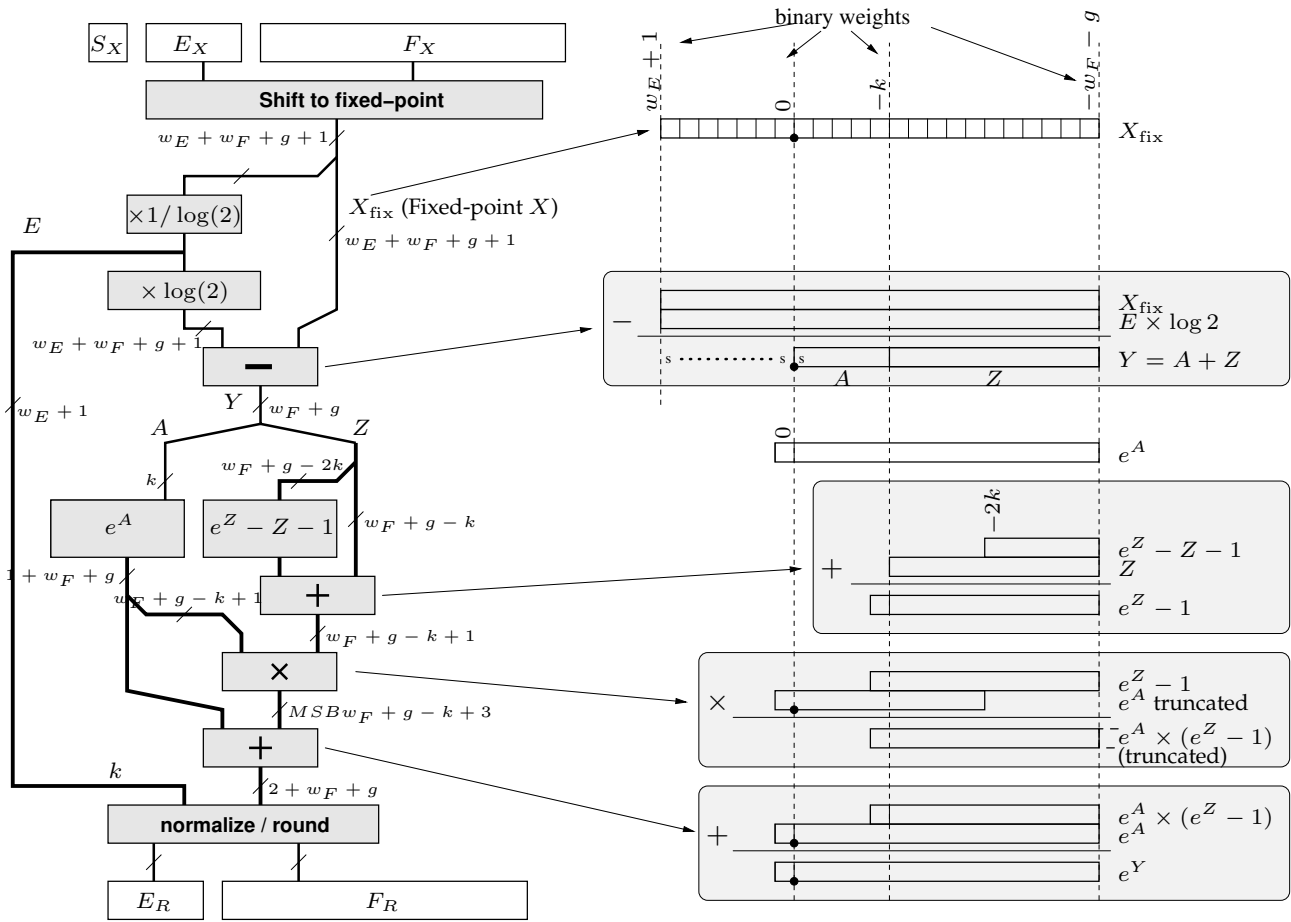 binary weights
S_X
E_X
F_X
w_E + 1
0
−k
−w_F − g
Shift to fixed−point
w_E + w_F + g + 1
X_fix
×1/ log(2)
X_fix (Fixed-point X)
E
w_E + w_F + g + 1
× log(2)
w_E + w_F + g + 1
−
X_fix
E × log 2
−
s s s
Y = A + Z
A
Z
Y
w_F + g
w_E + 1
A
Z
0
e^A
w_F + g − 2k
k
e^A
e^Z − Z − 1
w_F + g − k
−2k
e^Z − Z − 1
+
Z
e^Z − 1
1 + w_F + g
w_F + g − k + 1
+
w_F + g − k + 1
×
e^Z − 1
×
e^A truncated
MSB w_F + g − k + 3
e^A × (e^Z − 1)
(truncated)
+
k
2 + w_F + g
e^A × (e^Z − 1)
+
e^A
normalize / round
e^Y
E_R
F_R